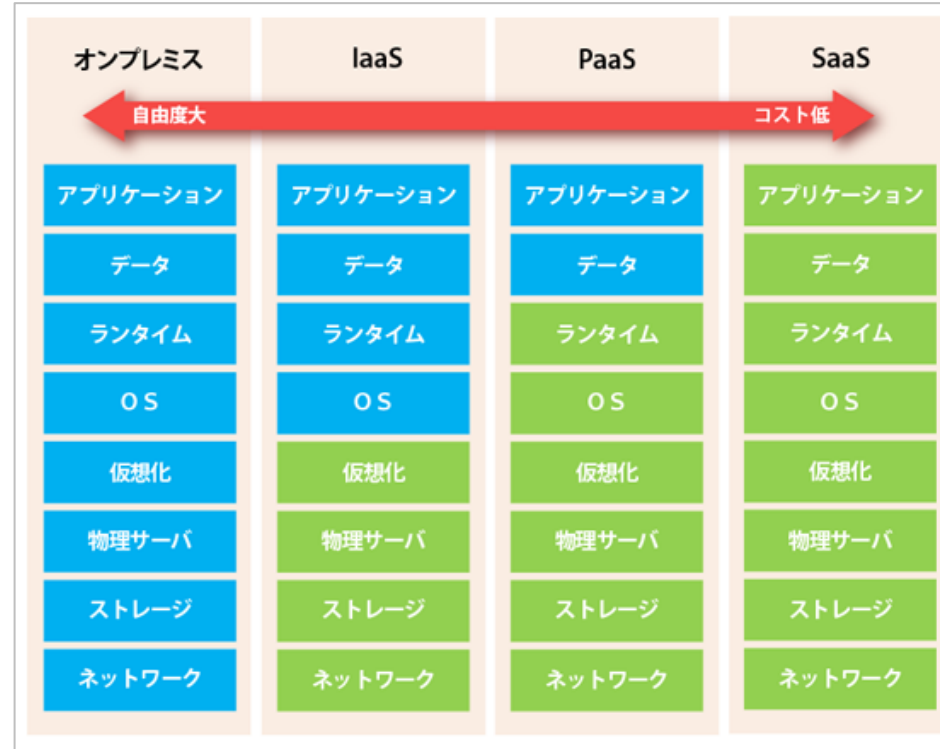 オンプレミス
IaaS
PaaS
SaaS
自由度大
コスト低
アプリケーション
アプリケーション
アプリケーション
アプリケーション
データ
データ
データ
データ
ランタイム
ランタイム
ランタイム
ランタイム
ＯＳ
ＯＳ
ＯＳ
ＯＳ
仮想化
仮想化
仮想化
仮想化
物理サーバ
物理サーバ
物理サーバ
物理サーバ
ストレージ
ストレージ
ストレージ
ストレージ
ネットワーク
ネットワーク
ネットワーク
ネットワーク